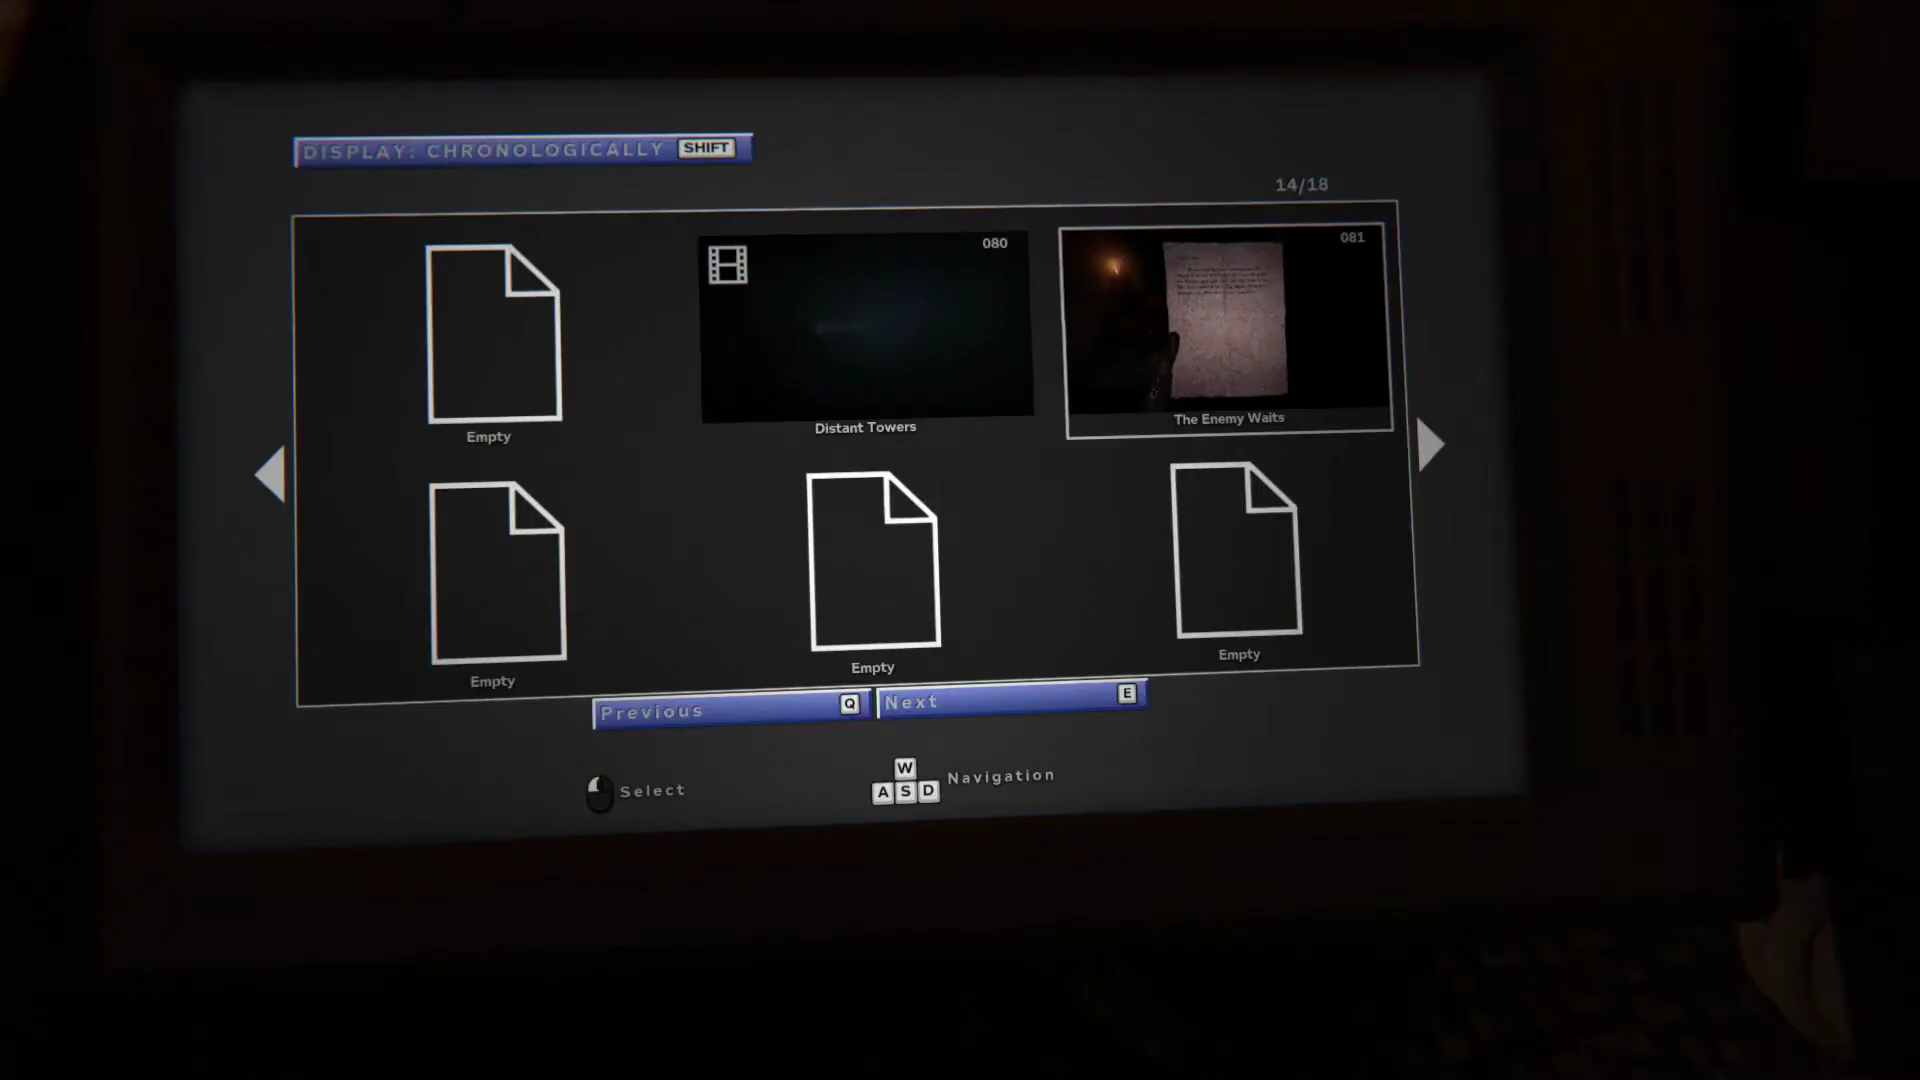 DISPLAY: CHRONOLOGICALLY SHIFT
14/18
080
081
Empty
Distant Towers
The Enemy Waits
Empty
Empty
Empty
Previous Q
Next E
Select
W
A S D
Navigation